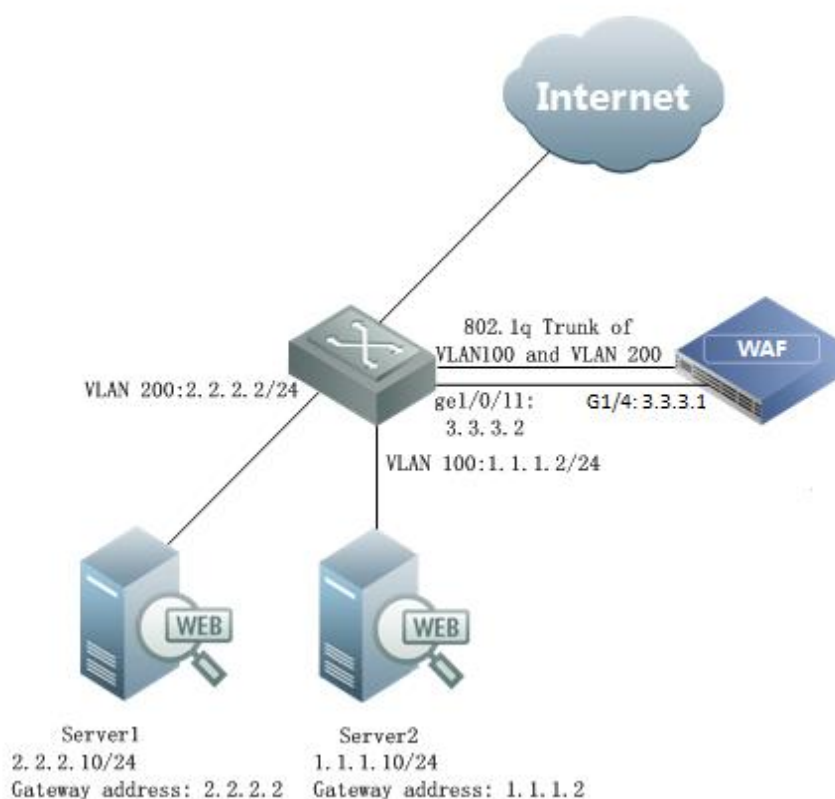 Internet
802.1q Trunk of
VLAN100 and VLAN 200
WAF
VLAN 200:2.2.2.2/24
ge1/0/11:
3.3.3.2
G1/4: 3.3.3.1
VLAN 100:1.1.1.2/24
WEB
WEB
Server1
2.2.2.10/24
Gateway address: 2.2.2.2
Server2
1.1.1.10/24
Gateway address: 1.1.1.2